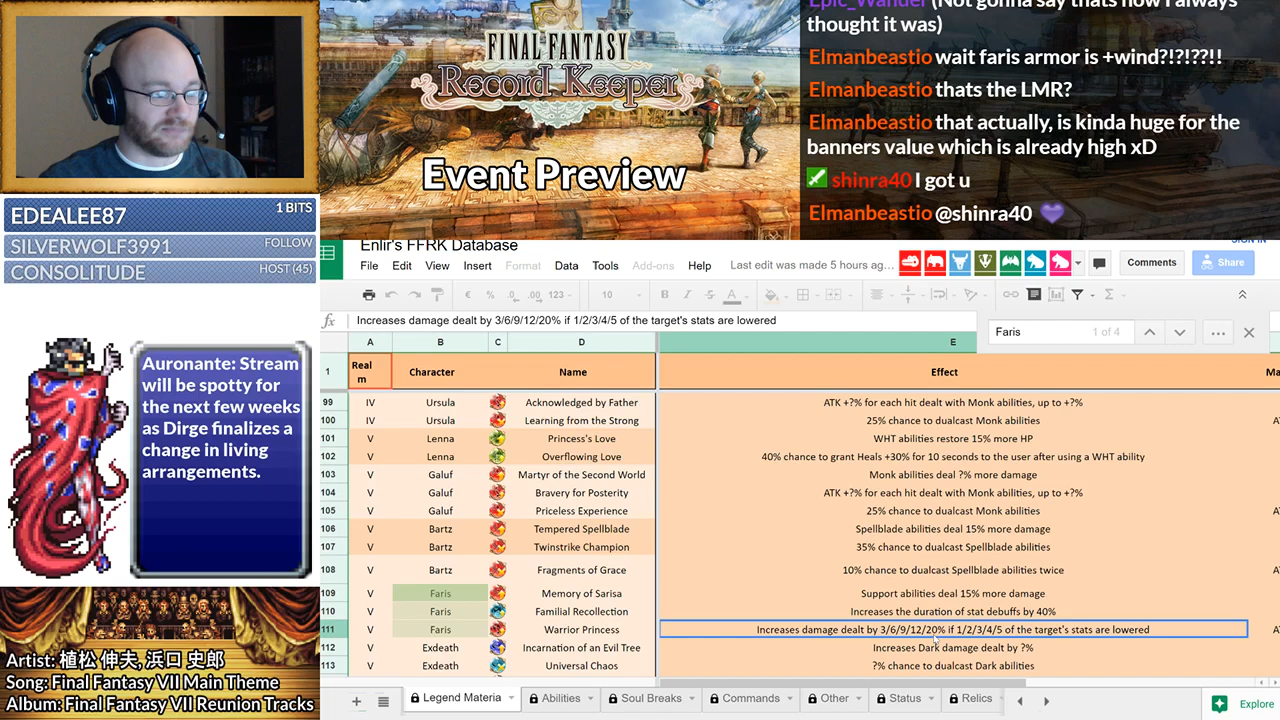 EDEALEE87
1 BITS
SILVERWOLF3991
FOLLOW
CONSOLITUDE
HOST (45)
Auronante: Stream
will be spotty for
the next few weeks
as Dirge finalizes a
change in living
arrangements.
Artist: 植松 伸夫, 浜口 史郎
Song: Final Fantasy VII Main Theme
Album: Final Fantasy VII Reunion Tracks
FINAL FANTASY
Record Keeper
Event Preview
Epic_Wander (Not gonna say thats how I always
thought it was)
Elmanbeastio wait faris armor is +wind?!?!??!!
Elmanbeastio thats the LMR?
Elmanbeastio that actually, is kinda huge for the
banners value which is already high xD
shinra40 I got u
Elmanbeastio @shinra40
Enlir's FFRK Database
SIGN IN
File Edit View Insert Format Data Tools Add-ons Help Last edit was made 5 hours ag...
Comments
Share
€ % .0 .00 123 10 B I S A Σ
fx Increases damage dealt by 3/6/9/12/20% if 1/2/3/4/5 of the target's stats are lowered
Faris 1 of 4
A B C D E
1 Real
m
Character Name Effect Ma
99 IV Ursula Acknowledged by Father ATK +?% for each hit dealt with Monk abilities, up to +?%
100 IV Ursula Learning from the Strong 25% chance to dualcast Monk abilities
101 V Lenna Princess's Love WHT abilities restore 15% more HP
102 V Lenna Overflowing Love 40% chance to grant Heals +30% for 10 seconds to the user after using a WHT ability
103 V Galuf Martyr of the Second World Monk abilities deal ?% more damage
104 V Galuf Bravery for Posterity ATK +?% for each hit dealt with Monk abilities, up to +?%
105 V Galuf Priceless Experience 25% chance to dualcast Monk abilities
106 V Bartz Tempered Spellblade Spellblade abilities deal 15% more damage
107 V Bartz Twinstrike Champion 35% chance to dualcast Spellblade abilities
108 V Bartz Fragments of Grace 10% chance to dualcast Spellblade abilities twice
109 V Faris Memory of Sarisa Support abilities deal 15% more damage
110 V Faris Familial Recollection Increases the duration of stat debuffs by 40%
111 V Faris Warrior Princess Increases damage dealt by 3/6/9/12/20% if 1/2/3/4/5 of the target's stats are lowered
112 V Exdeath Incarnation of an Evil Tree Increases Dark damage dealt by ?%
113 V Exdeath Universal Chaos ?% chance to dualcast Dark abilities
Legend Materia Abilities Soul Breaks Commands Other Status Relics
Explore